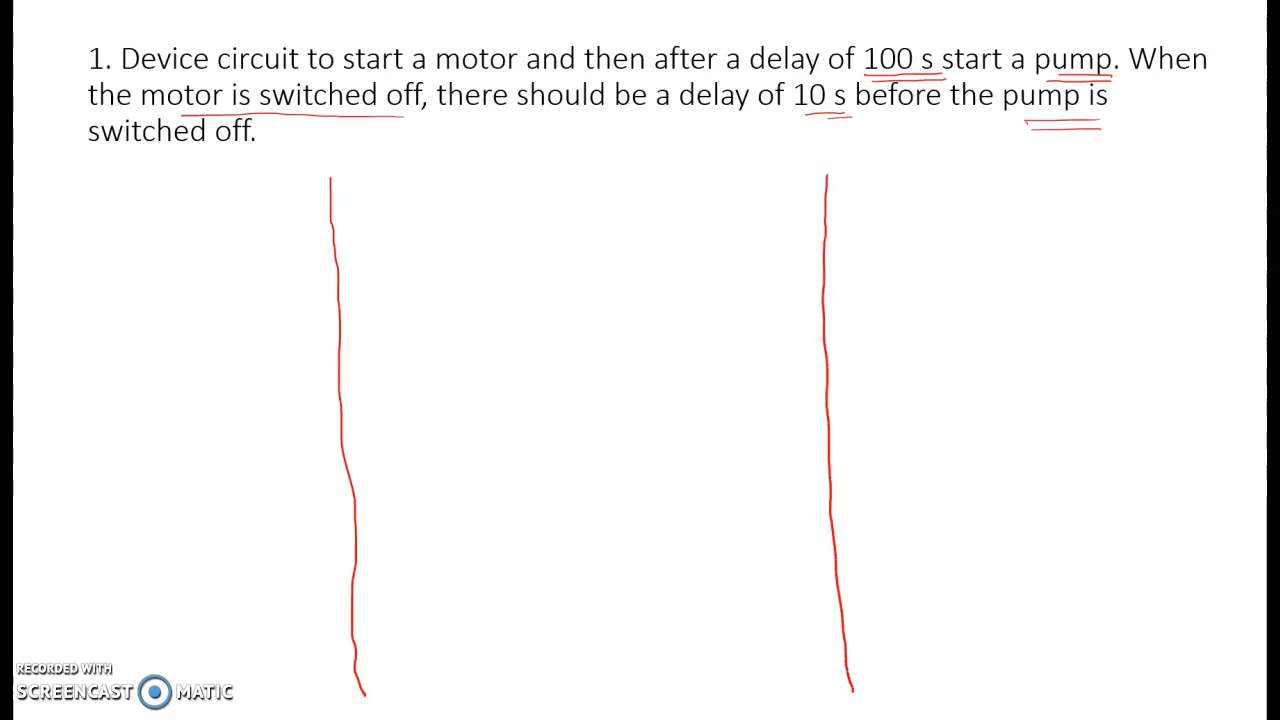 1. Device circuit to start a motor and then after a delay of 100 s start a pump. When
the motor is switched off, there should be a delay of 10 s before the pump is
switched off.
RECORDED WITH
SCREENCAST MATIC